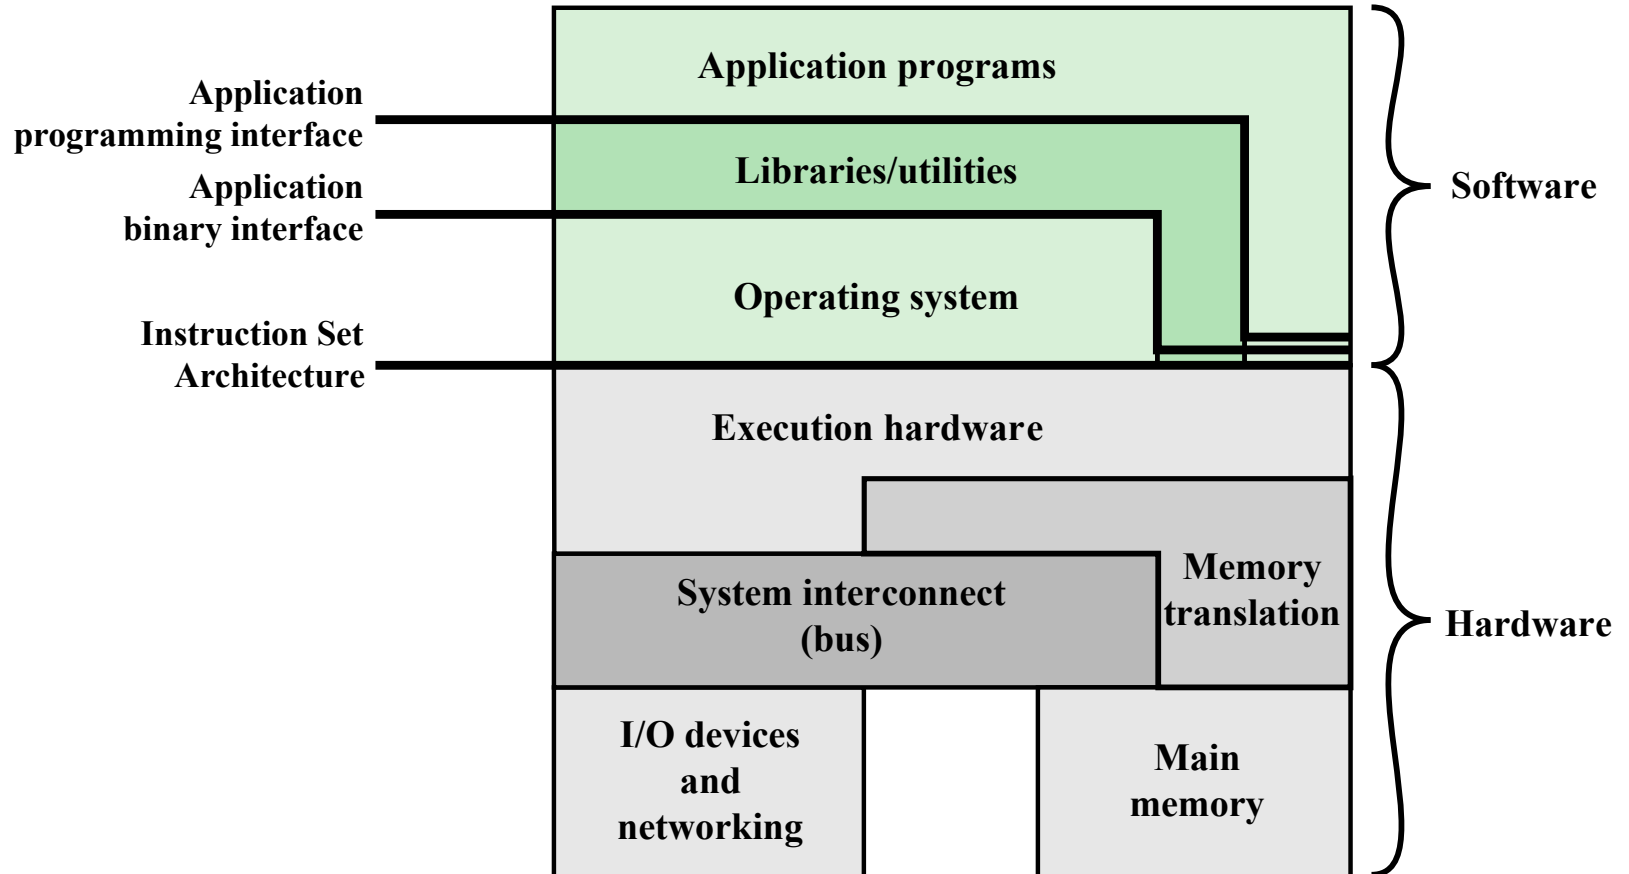 Application programs
Application
programming interface
Libraries/utilities
Application
binary interface
Software
Operating system
Instruction Set
Architecture
Execution hardware
Memory
translation
System interconnect
(bus)
Hardware
I/O devices
and
networking
Main
memory